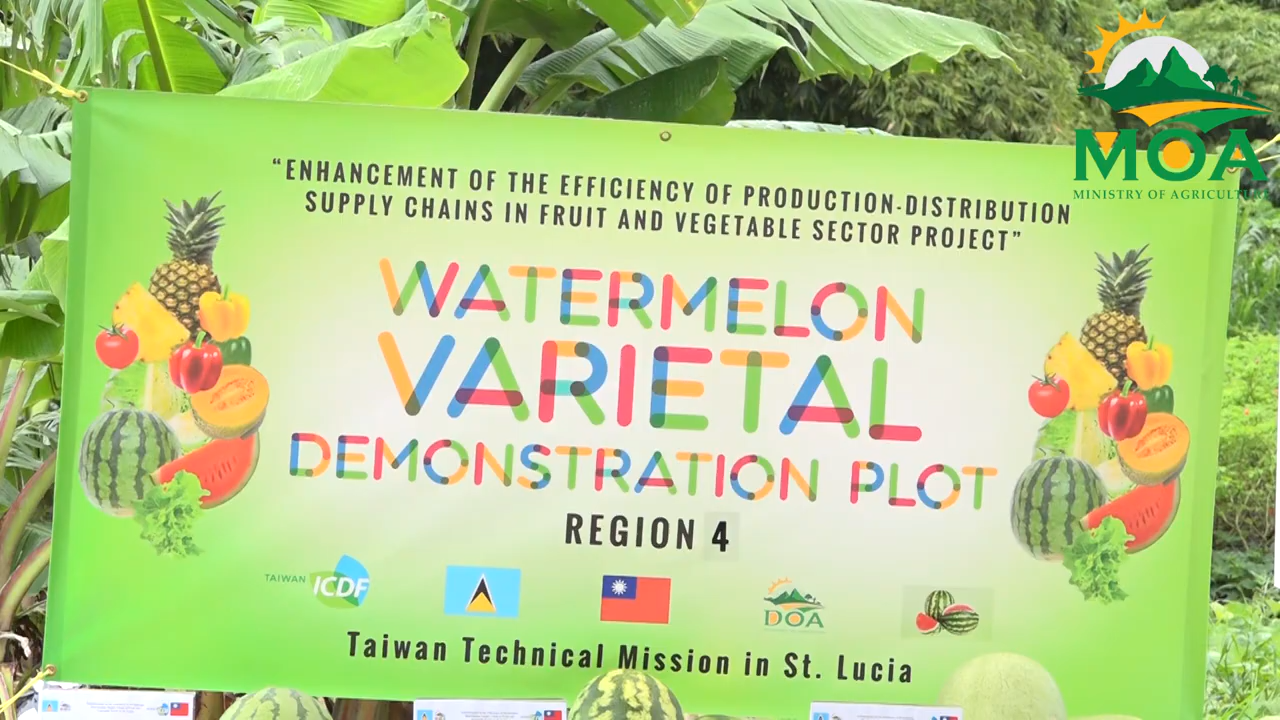 “ENHANCEMENT OF THE EFFICIENCY OF PRODUCTION-DISTRIBUTION
SUPPLY CHAINS IN FRUIT AND VEGETABLE SECTOR PROJECT”
WATERMELON
VARIETAL
DEMONSTRATION PLOT
REGION 4
TAIWAN ICDF
DOA
Taiwan Technical Mission in St. Lucia
MOA
MINISTRY OF AGRICULTURE